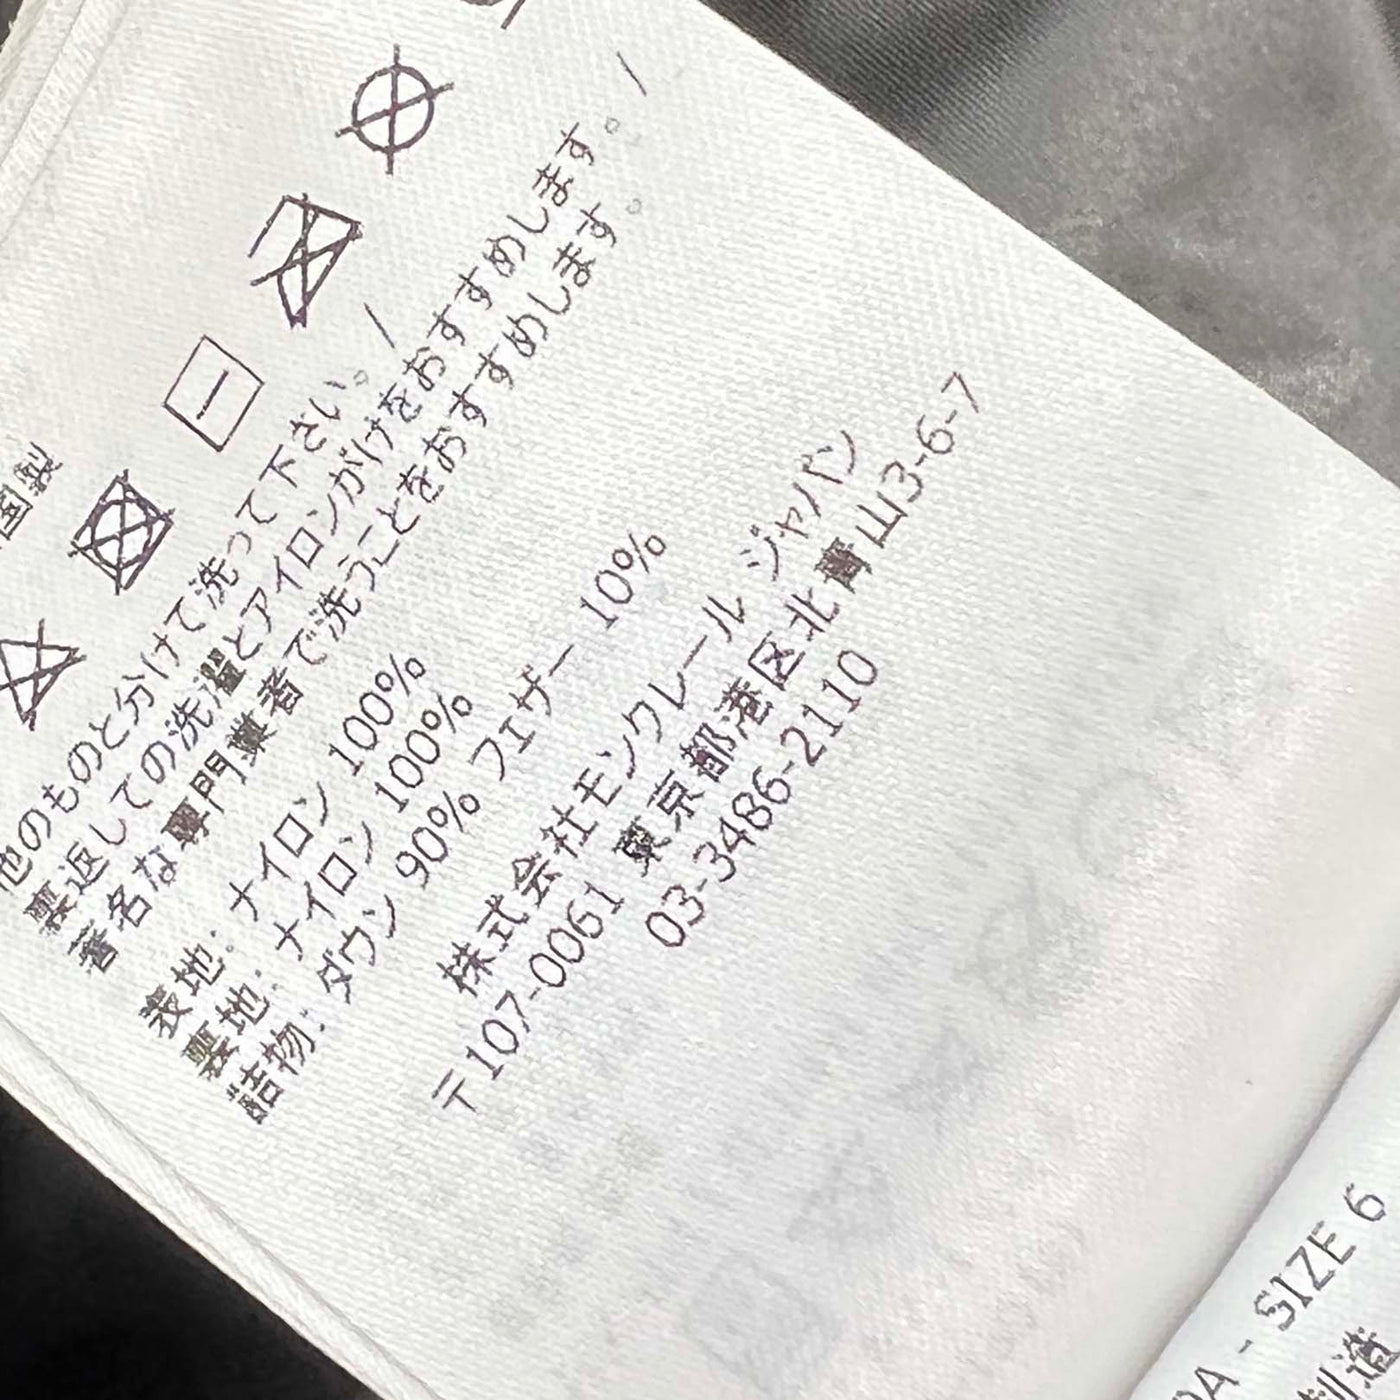 国製
他のものと分けて洗って下さい。/
裏返しての洗濯とアイロンがけをおすすめします。/
著名な専門業者で洗うことをおすすめします。
表地: ナイロン 100%
裏地: ナイロン 100%
詰物: ダウン 90% フェザー 10%
株式会社モンクレール ジャパン
〒107-0061 東京都港区北青山3-6-7
03-3486-2110
DA - SIZE 6
制造